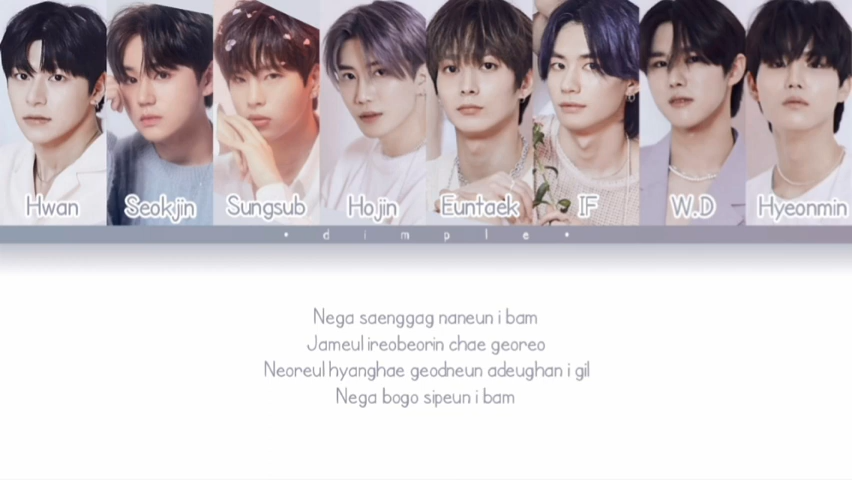 Hwan Seokjin Sungsub Hojin Euntaek IF W.D Hyeonmin
• dimple •
Nega saenggag naneun i bam
Jameul ireobeorin chae georeo
Neoreul hyanghae geodneun adeughan i gil
Nega bogo sipeun i bam